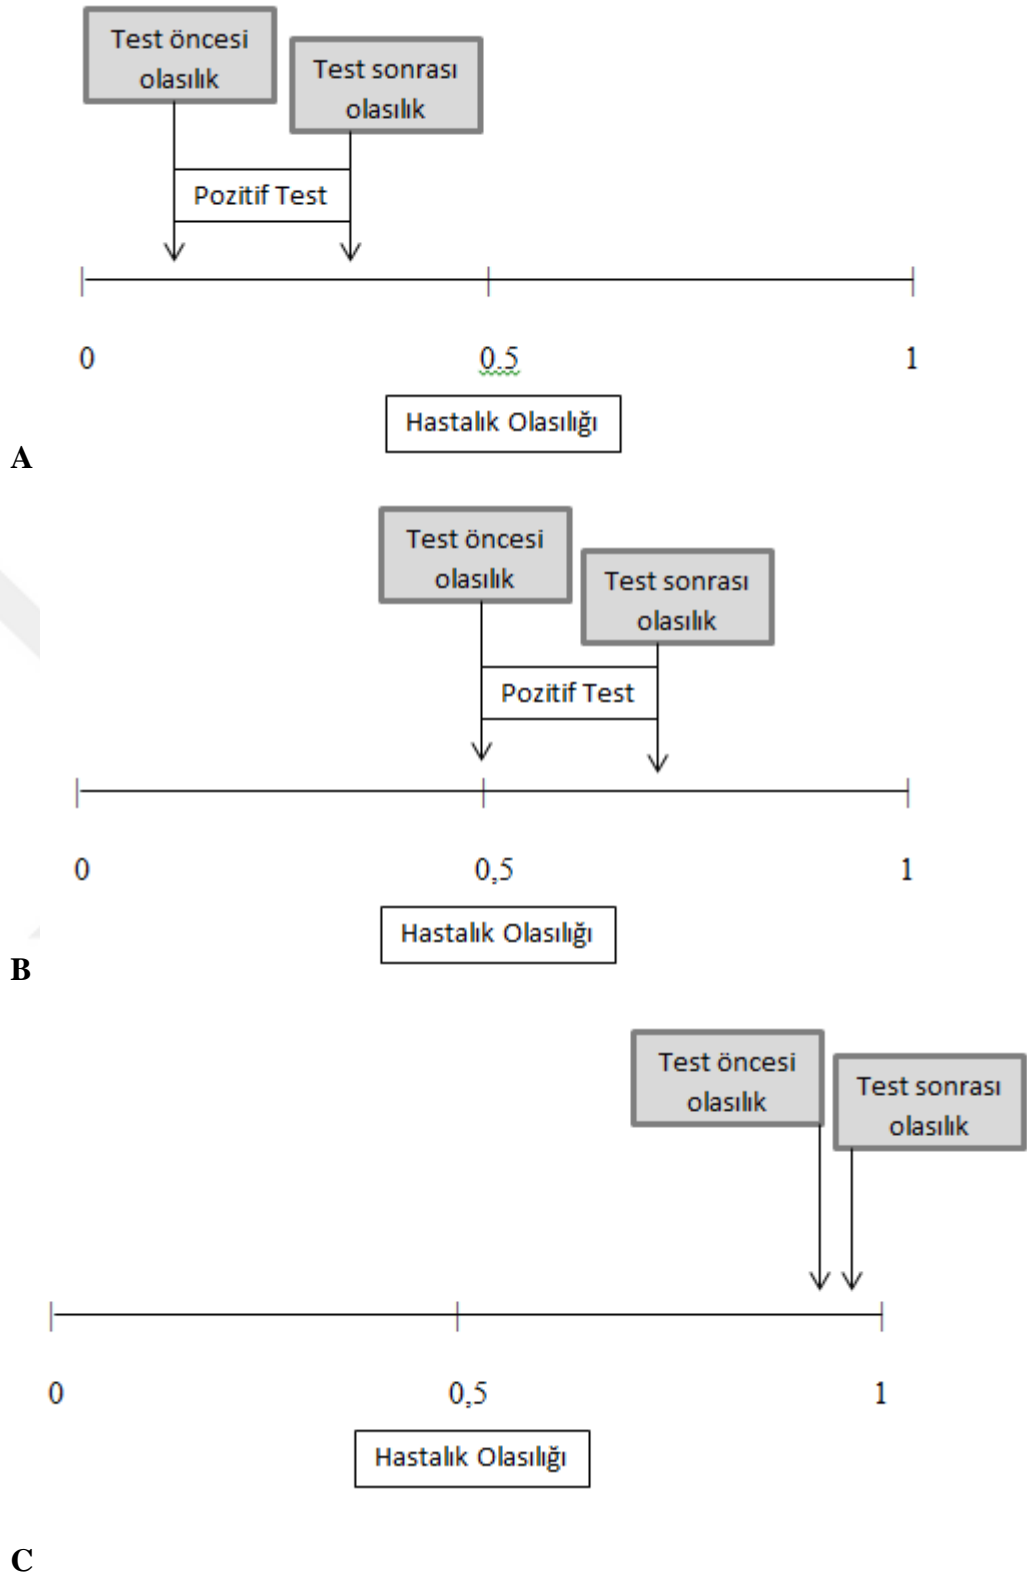 Test öncesi
olasılık
Test sonrası
olasılık
Pozitif Test
0
0.5
1
Hastalık Olasılığı
A
Test öncesi
olasılık
Test sonrası
olasılık
Pozitif Test
0
0,5
1
Hastalık Olasılığı
B
Test öncesi
olasılık
Test sonrası
olasılık
0
0,5
1
Hastalık Olasılığı
C